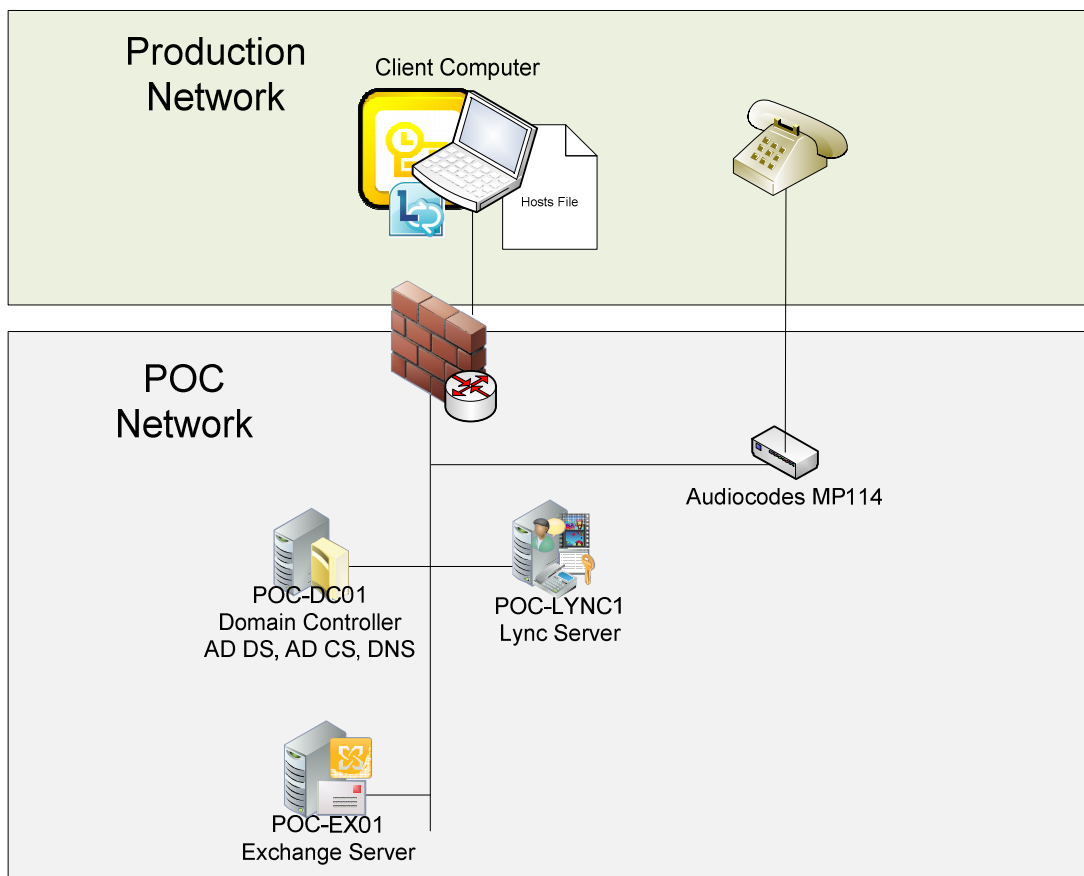 Production
Network
Client Computer
Hosts File
L
POC
Network
Audiocodes MP114
POC-DC01
Domain Controller
AD DS, AD CS, DNS
POC-LYNC1
Lync Server
POC-EX01
Exchange Server